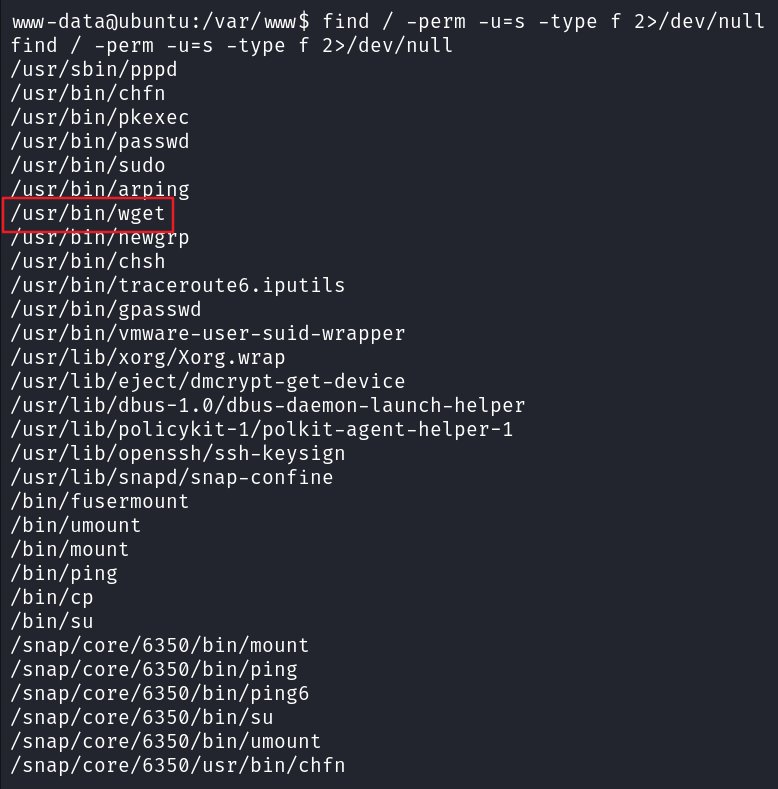 www-data@ubuntu:/var/www$ find / -perm -u=s -type f 2>/dev/null
find / -perm -u=s -type f 2>/dev/null
/usr/sbin/pppd
/usr/bin/chfn
/usr/bin/pkexec
/usr/bin/passwd
/usr/bin/sudo
/usr/bin/arping
/usr/bin/wget
/usr/bin/newgrp
/usr/bin/chsh
/usr/bin/traceroute6.iputils
/usr/bin/gpasswd
/usr/bin/vmware-user-suid-wrapper
/usr/lib/xorg/Xorg.wrap
/usr/lib/eject/dmcrypt-get-device
/usr/lib/dbus-1.0/dbus-daemon-launch-helper
/usr/lib/policykit-1/polkit-agent-helper-1
/usr/lib/openssh/ssh-keysign
/usr/lib/snapd/snap-confine
/bin/fusermount
/bin/umount
/bin/mount
/bin/ping
/bin/cp
/bin/su
/snap/core/6350/bin/mount
/snap/core/6350/bin/ping
/snap/core/6350/bin/ping6
/snap/core/6350/bin/su
/snap/core/6350/bin/umount
/snap/core/6350/usr/bin/chfn